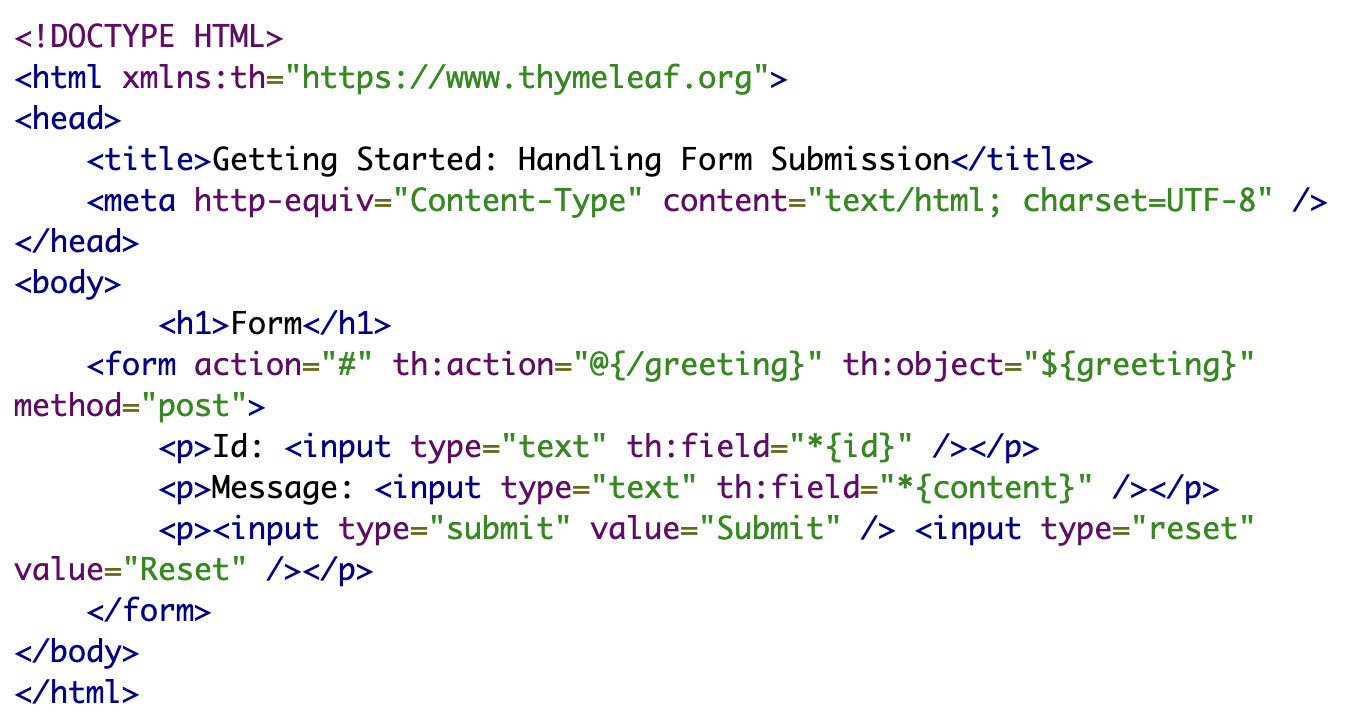 <!DOCTYPE HTML>
<html xmlns:th="https://www.thymeleaf.org">
<head>
    <title>Getting Started: Handling Form Submission</title>
    <meta http-equiv="Content-Type" content="text/html; charset=UTF-8" />
</head>
<body>
        <h1>Form</h1>
    <form action="#" th:action="@{/greeting}" th:object="${greeting}"
method="post">
        <p>Id: <input type="text" th:field="*{id}" /></p>
        <p>Message: <input type="text" th:field="*{content}" /></p>
        <p><input type="submit" value="Submit" /> <input type="reset"
value="Reset" /></p>
    </form>
</body>
</html>